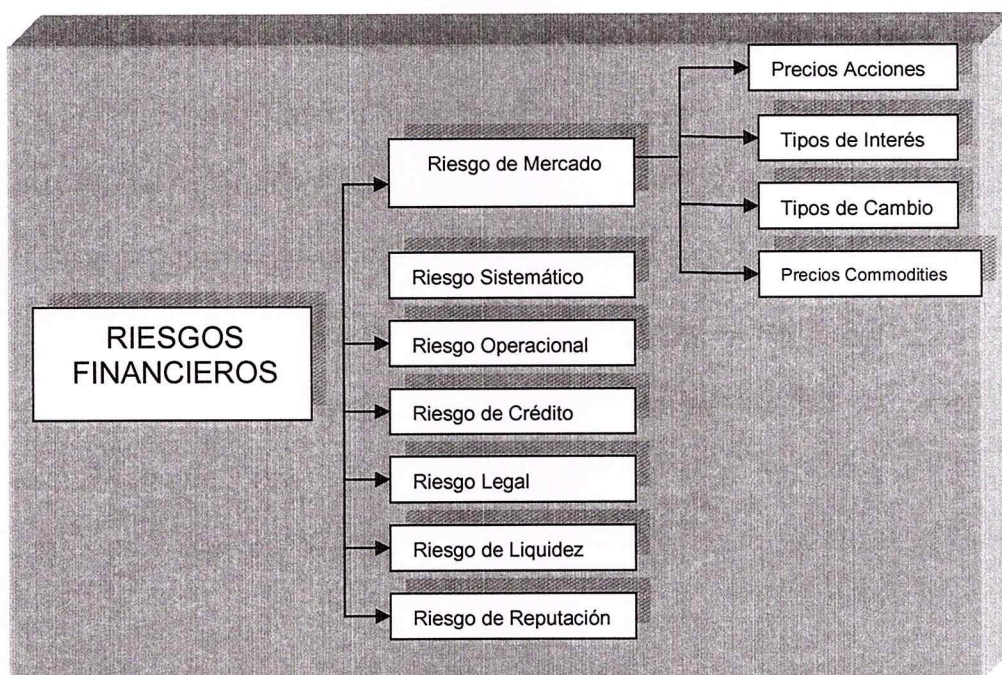 RIESGOS
FINANCIEROS
Riesgo de Mercado
Riesgo Sistemático
Riesgo Operacional
Riesgo de Crédito
Riesgo Legal
Riesgo de Liquidez
Riesgo de Reputación
Precios Acciones
Tipos de Interés
Tipos de Cambio
Precios Commodities